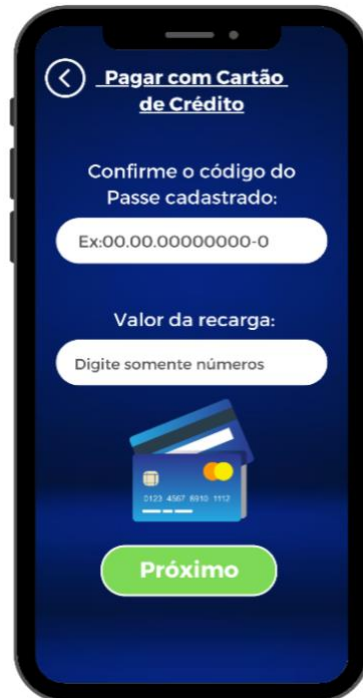 Pagar com Cartão
de Crédito
Confirme o código do
Passe cadastrado:
Ex:00.00.00000000-0
Valor da recarga:
Digite somente números
0123 4567 8910 1112
Próximo